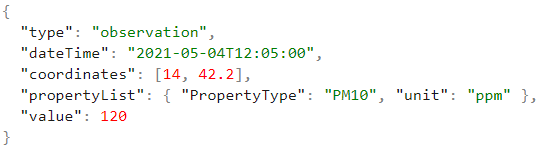 {
  "type": "observation",
  "dateTime": "2021-05-04T12:05:00",
  "coordinates": [14, 42.2],
  "propertyList": { "PropertyType": "PM10", "unit": "ppm" },
  "value": 120
}